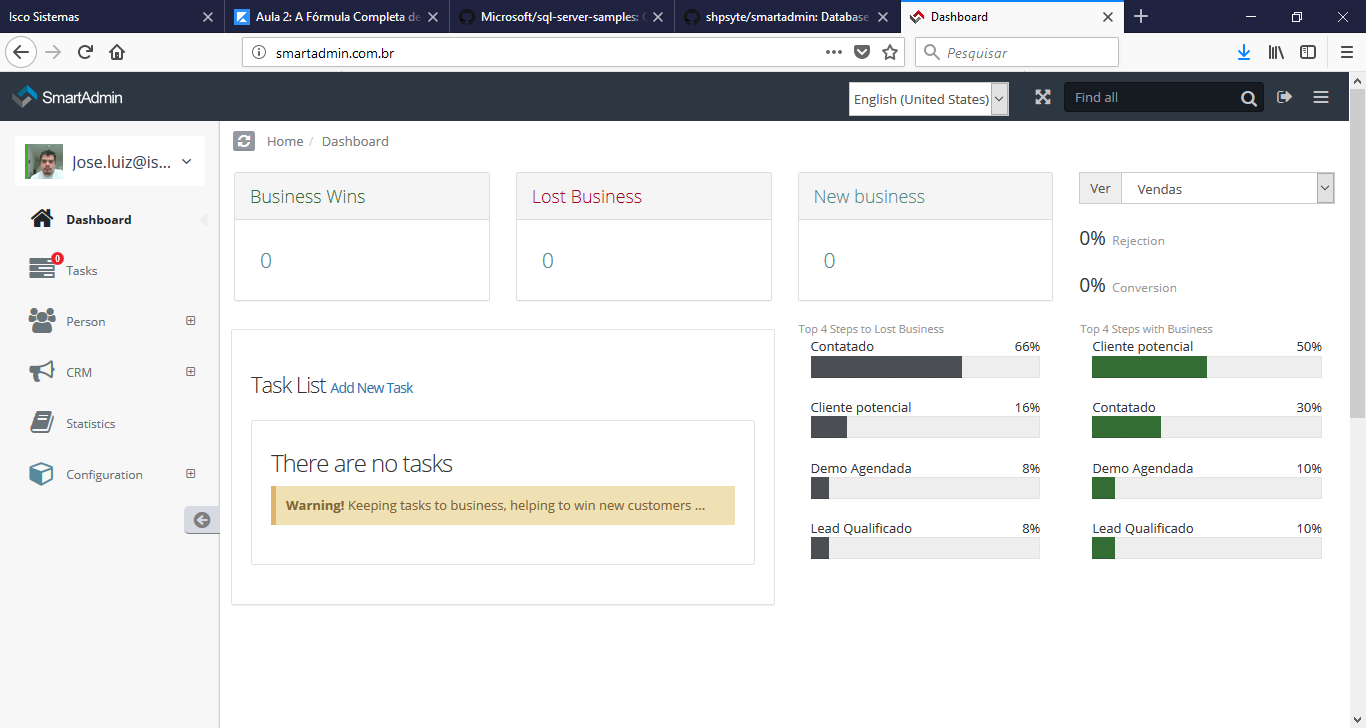 Isco Sistemas
Aula 2: A Fórmula Completa de
Microsoft/sql-server-samples:
shpsyte/smartadmin: Database
Dashboard
smartadmin.com.br
Pesquisar
SmartAdmin
English (United States)
Find all
Jose.luiz@is...
Dashboard
0
Tasks
Person
CRM
Statistics
Configuration
Home / Dashboard
Business Wins
0
Lost Business
0
New business
0
Ver Vendas
0% Rejection
0% Conversion
Task List Add New Task
There are no tasks
Warning! Keeping tasks to business, helping to win new customers ...
Top 4 Steps to Lost Business
Contatado 66%
Cliente potencial 16%
Demo Agendada 8%
Lead Qualificado 8%
Top 4 Steps with Business
Cliente potencial 50%
Contatado 30%
Demo Agendada 10%
Lead Qualificado 10%